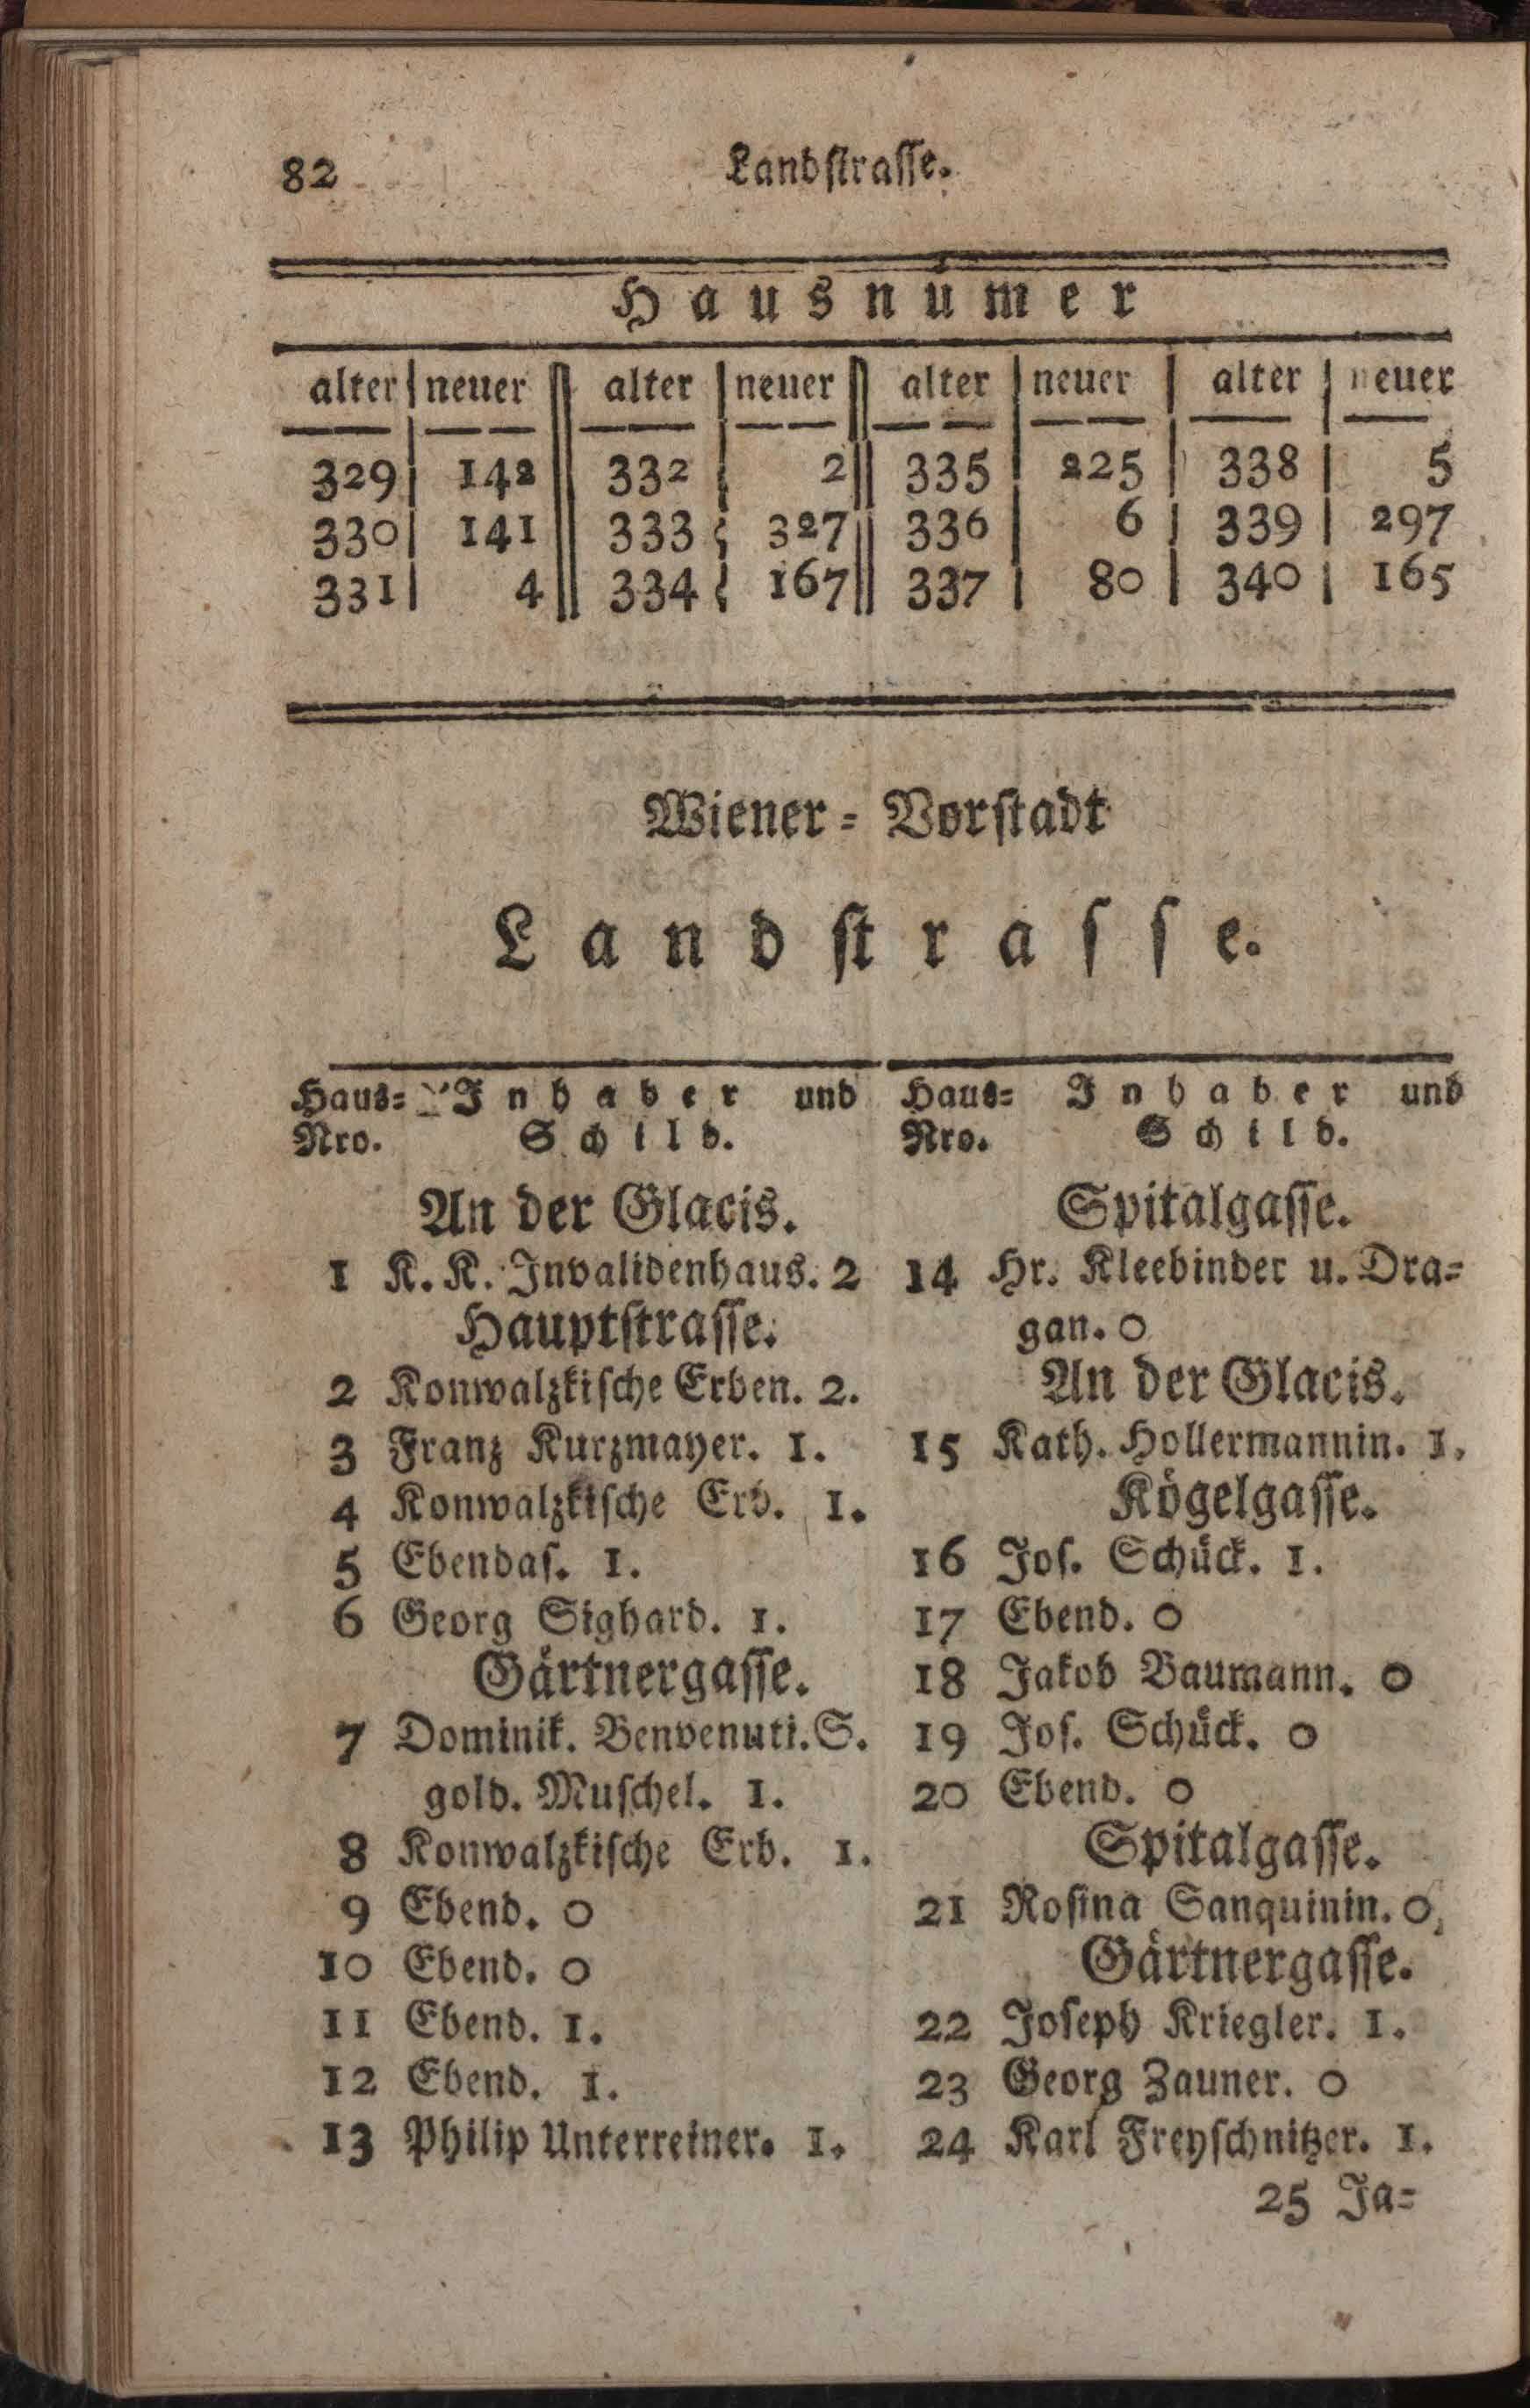 82 Landstrasse.
Hausnumer
alter neuer alter neuer alter neuer alter neuer
329 142 332 2 335 225 338 5
330 141 333 327 336 6 339 297
331 4 334 167 337 80 340 165
Wiener = Vorstadt
Landstrasse.
Haus= Inhaber und
Nro. Schild.
An der Glacis.
1 K. K. Invalidenhaus. 2
Hauptstrasse.
2 Konwalzkische Erben. 2.
3 Franz Kurzmayer. 1.
4 Konwalzkische Erb. 1.
5 Ebendas. 1.
6 Georg Sighard. 1.
Gärtnergasse.
7 Dominik. Benvenuti. S.
gold. Muschel. 1.
8 Konwalzkische Erb. 1.
9 Ebend. 0
10 Ebend. 0
11 Ebend. 1.
12 Ebend. 1.
13 Philip Unterreiner. 1.
Haus= Inhaber und
Nro. Schild.
Spitalgasse.
14 Hr. Kleebinder u. Dra=
gan. 0
An der Glacis.
15 Kath. Hollermannin. 1.
Kögelgasse.
16 Jos. Schück. 1.
17 Ebend. 0
18 Jakob Baumann. 0
19 Jos. Schück. 0
20 Ebend. 0
Spitalgasse.
21 Rosina Sanquinin. 0,
Gärtnergasse.
22 Joseph Kriegler. 1.
23 Georg Zauner. 0
24 Karl Freyschnitzer. 1.
25 Ja=